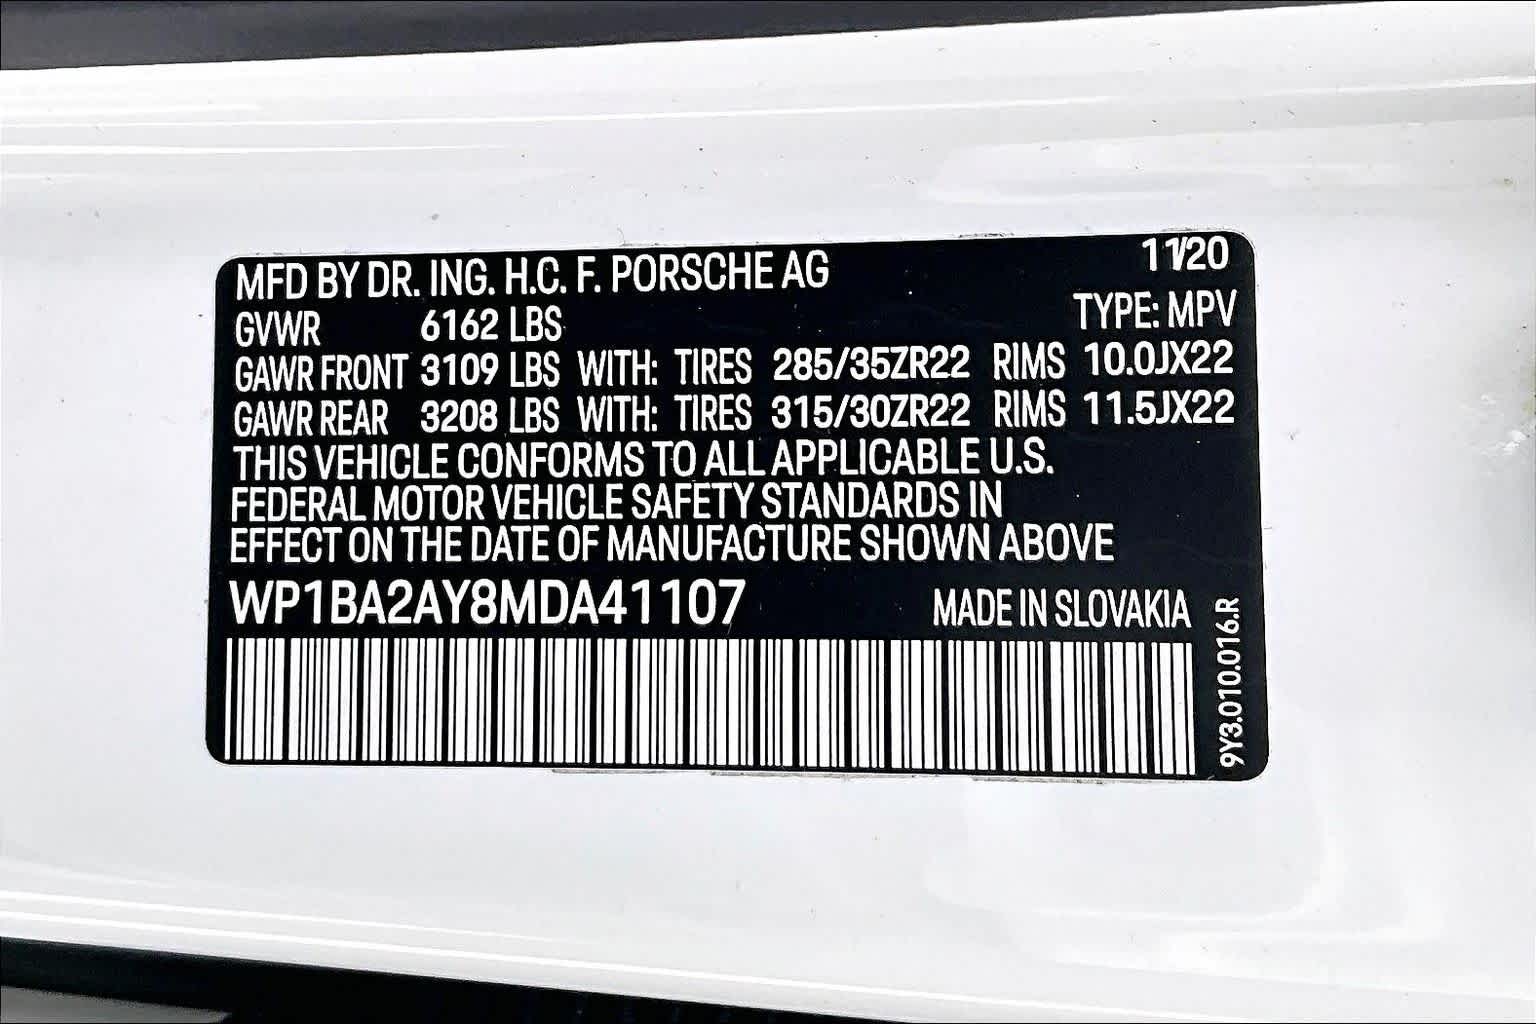 MFD BY DR. ING. H.C. F. PORSCHE AG 11/20
GVWR 6162 LBS TYPE: MPV
GAWR FRONT 3109 LBS WITH: TIRES 285/35ZR22 RIMS 10.0JX22
GAWR REAR 3208 LBS WITH: TIRES 315/30ZR22 RIMS 11.5JX22
THIS VEHICLE CONFORMS TO ALL APPLICABLE U.S.
FEDERAL MOTOR VEHICLE SAFETY STANDARDS IN
EFFECT ON THE DATE OF MANUFACTURE SHOWN ABOVE
WP1BA2AY8MDA41107 MADE IN SLOVAKIA
9Y3.010.016.R